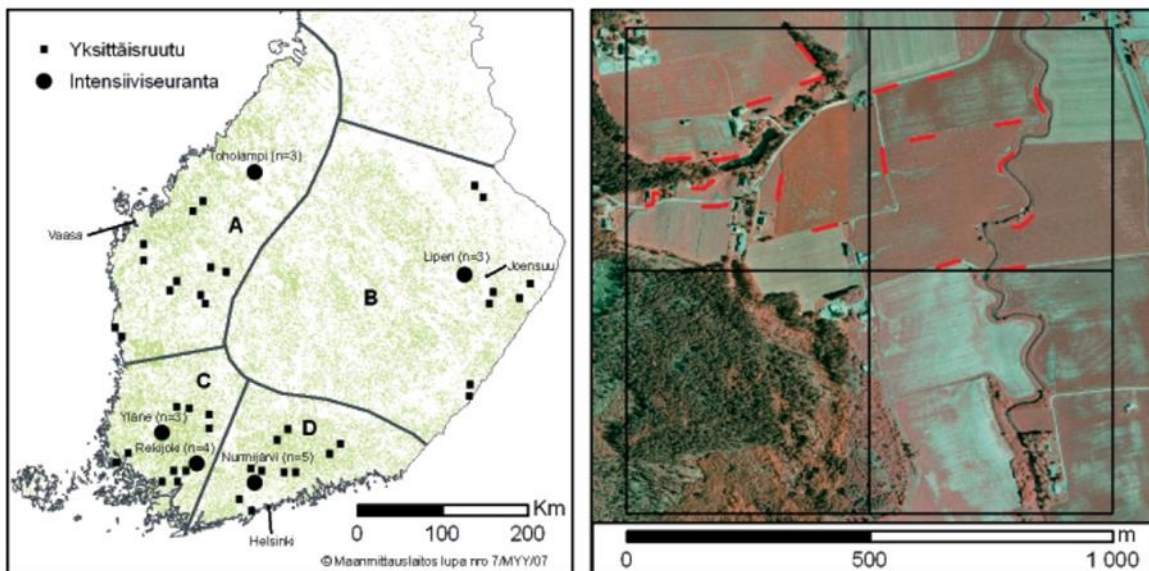 Yksittäisruutu
Intensiiviseuranta
Toholampi (n=3)
A
Vaasa
Liperi (n=3)
Joensuu
B
C
Yläne (n=3)
D
Rekijoki (n=4)
Nurmijärvi (n=5)
Km
0 100 200
Helsinki
©Maanmittauslaitos lupa nro 7/MYY/07
m
0 500 1 000